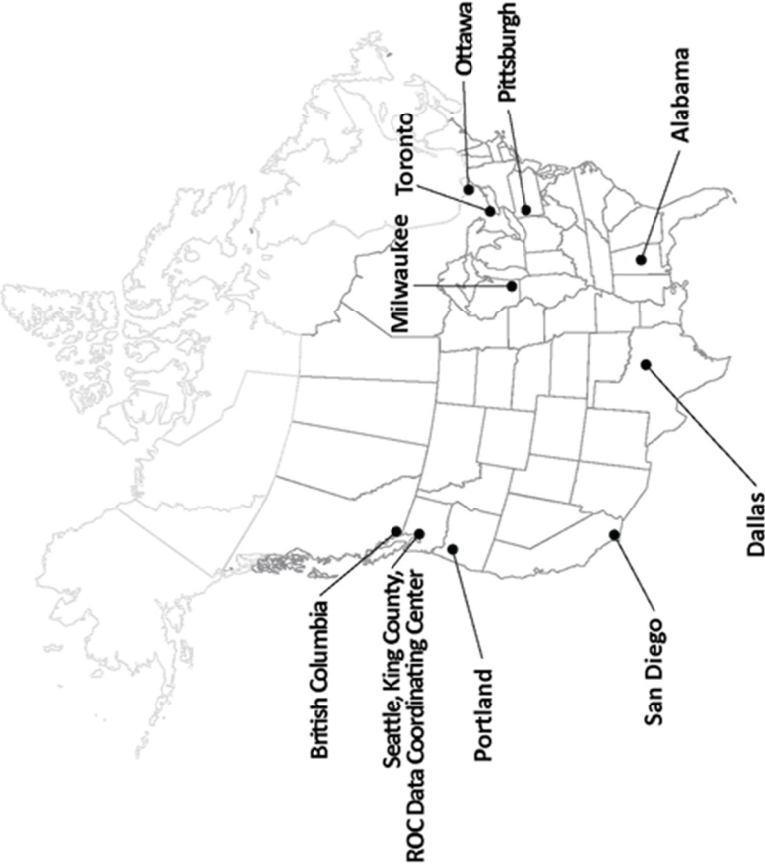 British Columbia
Seattle, King County,
ROC Data Coordinating Center
Portland
San Diego
Dallas
Milwaukee
Toronto
Ottawa
Pittsburgh
Alabama